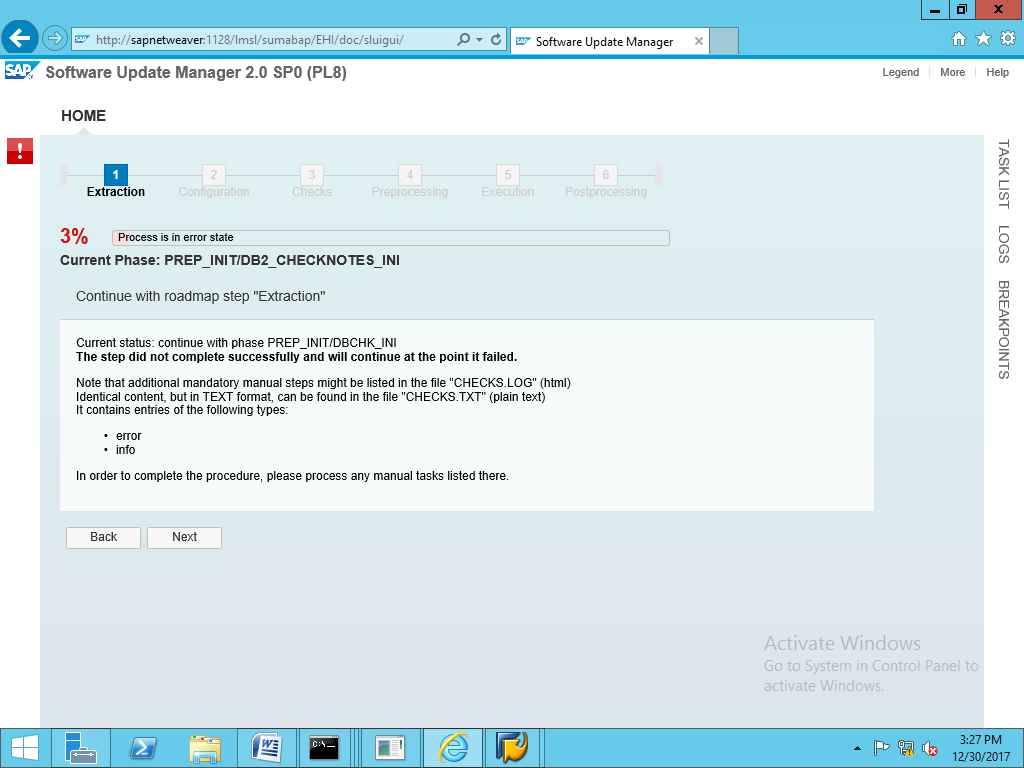 http://sapnetweaver:1128/lmsl/sumabap/EHI/doc/sluigui/
SAP Software Update Manager
SAP Software Update Manager 2.0 SP0 (PL8)
Legend More Help
HOME
!
1 2 3 4 5 6
Extraction Configuration Checks Preprocessing Execution Postprocessing
3% Process is in error state
Current Phase: PREP_INIT/DB2_CHECKNOTES_INI
Continue with roadmap step "Extraction"
Current status: continue with phase PREP_INIT/DBCHK_INI
The step did not complete successfully and will continue at the point it failed.
Note that additional mandatory manual steps might be listed in the file "CHECKS.LOG" (html)
Identical content, but in TEXT format, can be found in the file "CHECKS.TXT" (plain text)
It contains entries of the following types:
• error
• info
In order to complete the procedure, please process any manual tasks listed there.
Back Next
TASK LIST
LOGS
BREAKPOINTS
Activate Windows
Go to System in Control Panel to
activate Windows.
3:27 PM
12/30/2017